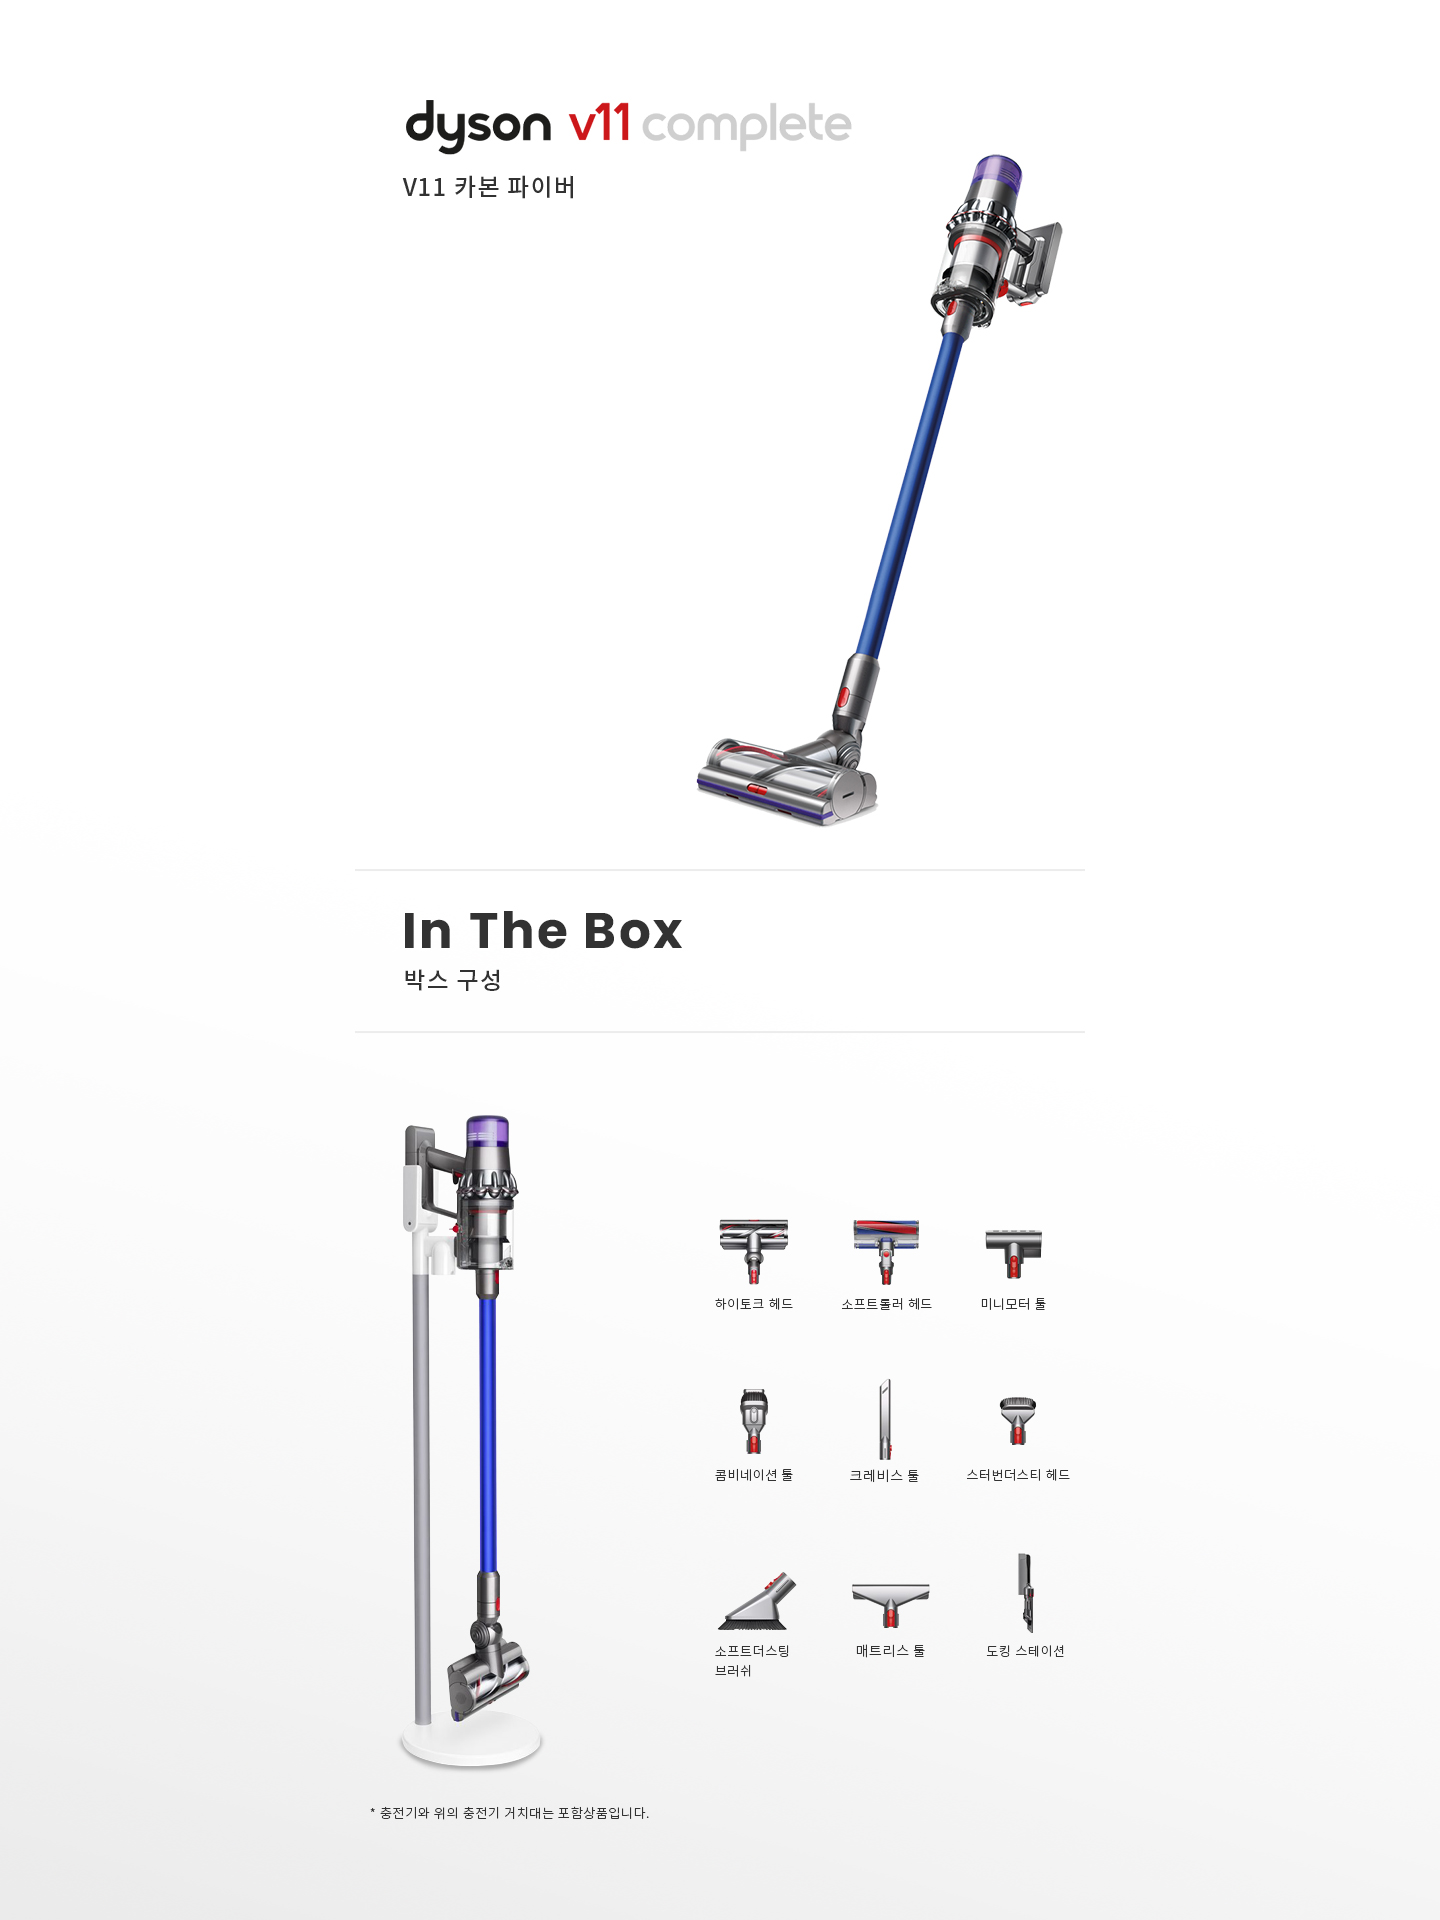 dyson v11 complete
V11 카본 파이버
In The Box
박스 구성
하이토크 헤드
소프트롤러 헤드
미니모터 툴
콤비네이션 툴
크레비스 툴
스터번더스티 헤드
소프트더스팅
브러쉬
매트리스 툴
도킹 스테이션
* 충전기와 위의 충전기 거치대는 포함상품입니다.